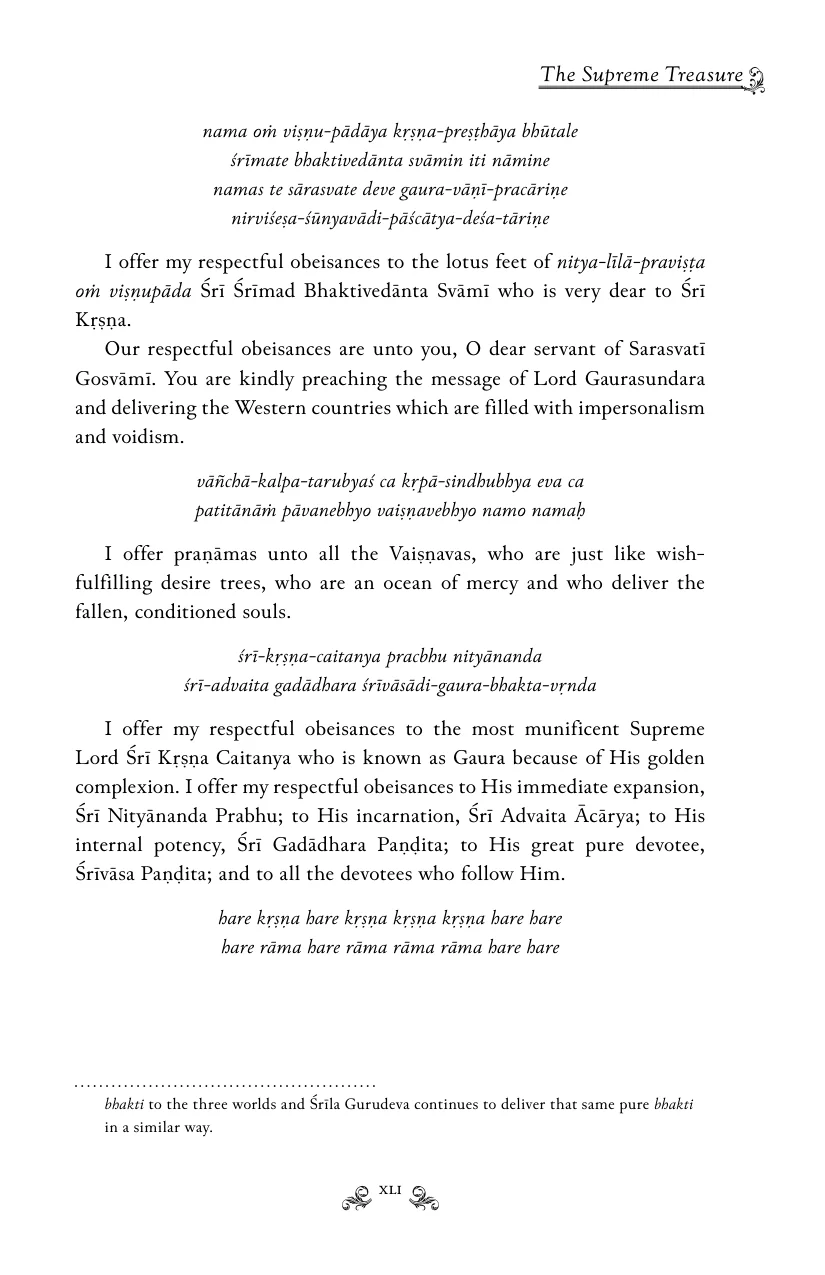 The Supreme Treasure
nama oṁ viṣṇu-pādāya kṛṣṇa-preṣṭhāya bhūtale
śrīmate bhaktivedānta svāmin iti nāmine
namas te sārasvate deve gaura-vāṇī-pracāriṇe
nirviśeṣa-śūnyavādi-pāścātya-deśa-tāriṇe
I offer my respectful obeisances to the lotus feet of nitya-līlā-praviṣṭa
oṁ viṣṇupāda Śrī Śrīmad Bhaktivedānta Svāmī who is very dear to Śrī
Kṛṣṇa.
Our respectful obeisances are unto you, O dear servant of Sarasvatī
Gosvāmī. You are kindly preaching the message of Lord Gaurasundara
and delivering the Western countries which are filled with impersonalism
and voidism.
vāñchā-kalpa-tarubyaś ca kṛpā-sindhubhya eva ca
patitānāṁ pāvanebhyo vaiṣṇavebhyo namo namaḥ
I offer praṇāmas unto all the Vaiṣṇavas, who are just like wish-
fulfilling desire trees, who are an ocean of mercy and who deliver the
fallen, conditioned souls.
śrī-kṛṣṇa-caitanya pracbhu nityānanda
śrī-advaita gadādhara śrīvāsādi-gaura-bhakta-vṛnda
I offer my respectful obeisances to the most munificent Supreme
Lord Śrī Kṛṣṇa Caitanya who is known as Gaura because of His golden
complexion. I offer my respectful obeisances to His immediate expansion,
Śrī Nityānanda Prabhu; to His incarnation, Śrī Advaita Ācārya; to His
internal potency, Śrī Gadādhara Paṇḍita; to His great pure devotee,
Śrīvāsa Paṇḍita; and to all the devotees who follow Him.
hare kṛṣṇa hare kṛṣṇa kṛṣṇa kṛṣṇa hare hare
hare rāma hare rāma rāma rāma hare hare
bhakti to the three worlds and Śrīla Gurudeva continues to deliver that same pure bhakti
in a similar way.
XLI